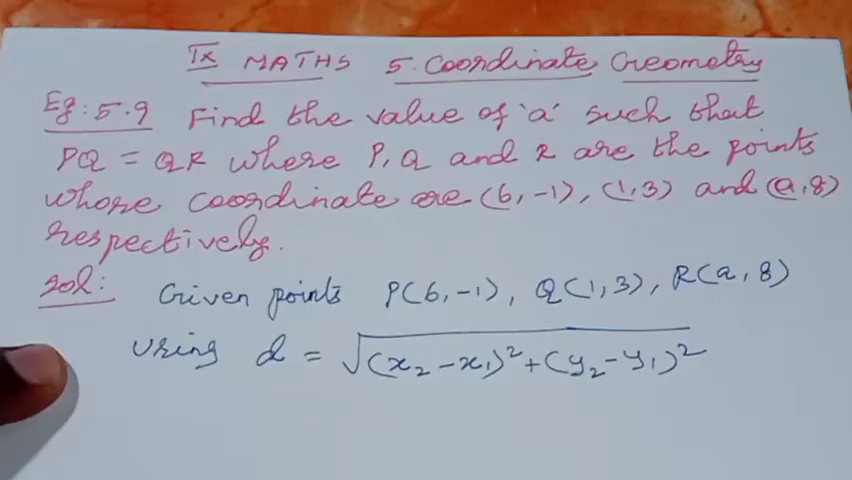 IX MATHS 5. Coordinate Geometry
Eg: 5.9 Find the value of 'a' such that
PQ = QR where P, Q and R are the points
whose coordinate are (6, -1), (1, 3) and (a, 8)
respectively.
Sol: Given points P(6, -1), Q(1, 3), R(a, 8)
Using d = √(x₂ - x₁)² + (y₂ - y₁)²